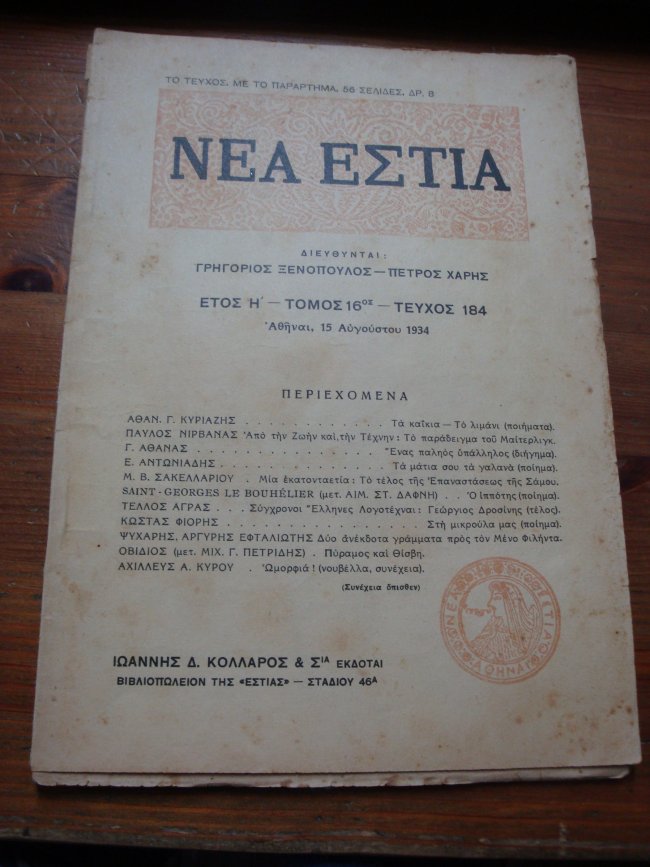 ΤΟ ΤΕΥΧΟΣ, ΜΕ ΤΟ ΠΑΡΑΡΤΗΜΑ, 56 ΣΕΛΙΔΕΣ, ΔΡ. 8
ΝΕΑ ΕΣΤΙΑ
ΔΙΕΥΘΥΝΤΑΙ:
ΓΡΗΓΟΡΙΟΣ ΞΕΝΟΠΟΥΛΟΣ — ΠΕΤΡΟΣ ΧΑΡΗΣ
ΕΤΟΣ Η΄ — ΤΟΜΟΣ 16ΟΣ — ΤΕΥΧΟΣ 184
Ἀθῆναι, 15 Αὐγούστου 1934
ΠΕΡΙΕΧΟΜΕΝΑ
ΑΘΑΝ. Γ. ΚΥΡΙΑΖΗΣ . . . . . . . . . . . . . Τὰ καΐκια — Τὸ λιμάνι (ποιήματα).
ΠΑΥΛΟΣ ΝΙΡΒΑΝΑΣ Ἀπὸ τὴν Ζωὴν καὶ τὴν Τέχνην: Τὸ παράδειγμα τοῦ Μαίτερλιγκ.
Γ. ΑΘΑΝΑΣ . . . . . . . . . . . . . Ἕνας παληὸς ὑπάλληλος (διήγημα).
Ε. ΑΝΤΩΝΙΑΔΗΣ . . . . . . . . . . . . . Τὰ μάτια σου τὰ γαλανὰ (ποίημα).
Μ. Β. ΣΑΚΕΛΛΑΡΙΟΥ . Μία ἑκατονταετία: Τὸ τέλος τῆς Ἐπαναστάσεως τῆς Σάμου.
SAINT-GEORGES LE BOUHÉLIER (μετ. ΑΙΜ. ΣΤ. ΔΑΦΝΗ) . . Ὁ ἱππότης (ποίημα).
ΤΕΛΛΟΣ ΑΓΡΑΣ . . . Σύγχρονοι Ἕλληνες Λογοτέχναι: Γεώργιος Δροσίνης (τέλος).
ΚΩΣΤΑΣ ΦΙΟΡΗΣ . . . . . . . . . . . . . Στὴ μικρούλα μας (ποίημα).
ΨΥΧΑΡΗΣ, ΑΡΓΥΡΗΣ ΕΦΤΑΛΙΩΤΗΣ Δύο ἀνέκδοτα γράμματα πρὸς τὸν Μένο Φιλήντα.
ΟΒΙΔΙΟΣ (μετ. ΜΙΧ. Γ. ΠΕΤΡΙΔΗΣ) . Πύραμος καὶ Θίσβη.
ΑΧΙΛΛΕΥΣ Α. ΚΥΡΟΥ . Ὠμορφιά! (νουβέλλα, συνέχεια).
(Συνέχεια ὄπισθεν)
ΝΕΑ ΕΣΤΙΑ
ΑΘΗΝΑΙ
ΙΩΑΝΝΗΣ Δ. ΚΟΛΛΑΡΟΣ & ΣΙΑ ΕΚΔΟΤΑΙ
ΒΙΒΛΙΟΠΩΛΕΙΟΝ ΤΗΣ «ΕΣΤΙΑΣ» — ΣΤΑΔΙΟΥ 46Α